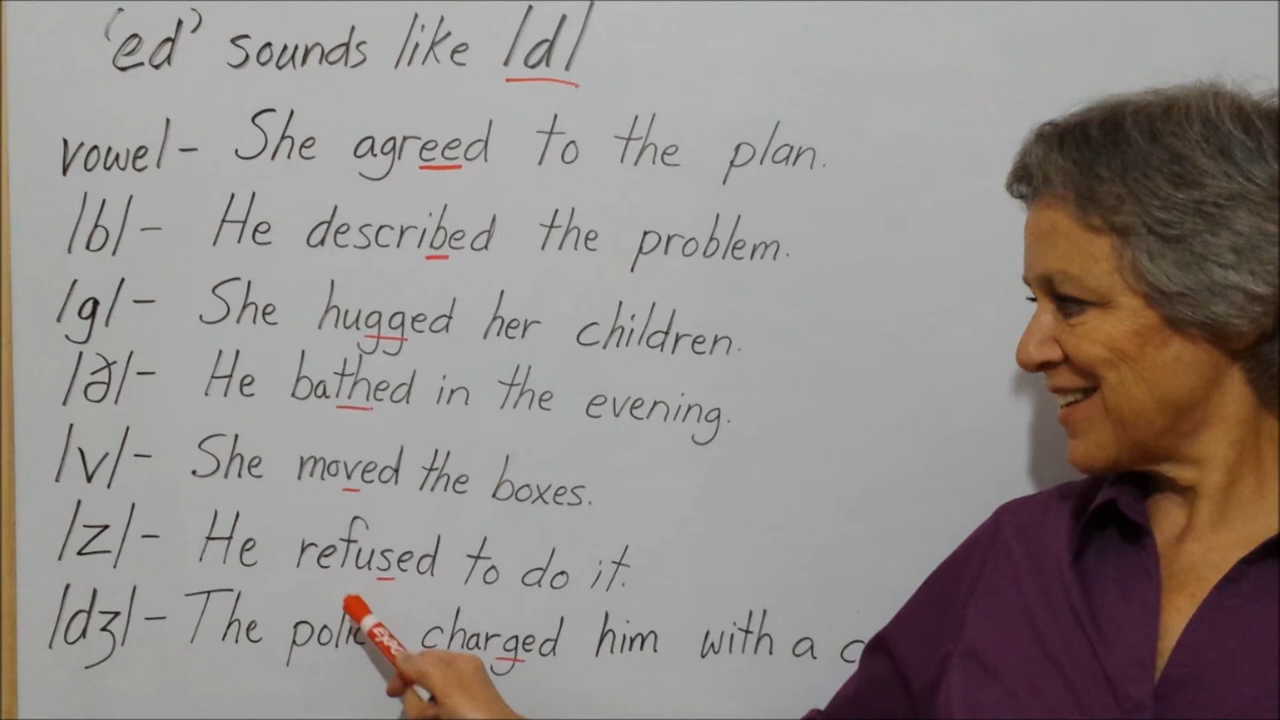 'ed' sounds like /d/
vowel - She agreed to the plan.
/b/ - He described the problem.
/g/ - She hugged her children.
/ð/ - He bathed in the evening.
/v/ - She moved the boxes.
/z/ - He refused to do it.
/dʒ/ - The charged him with a
EXPO